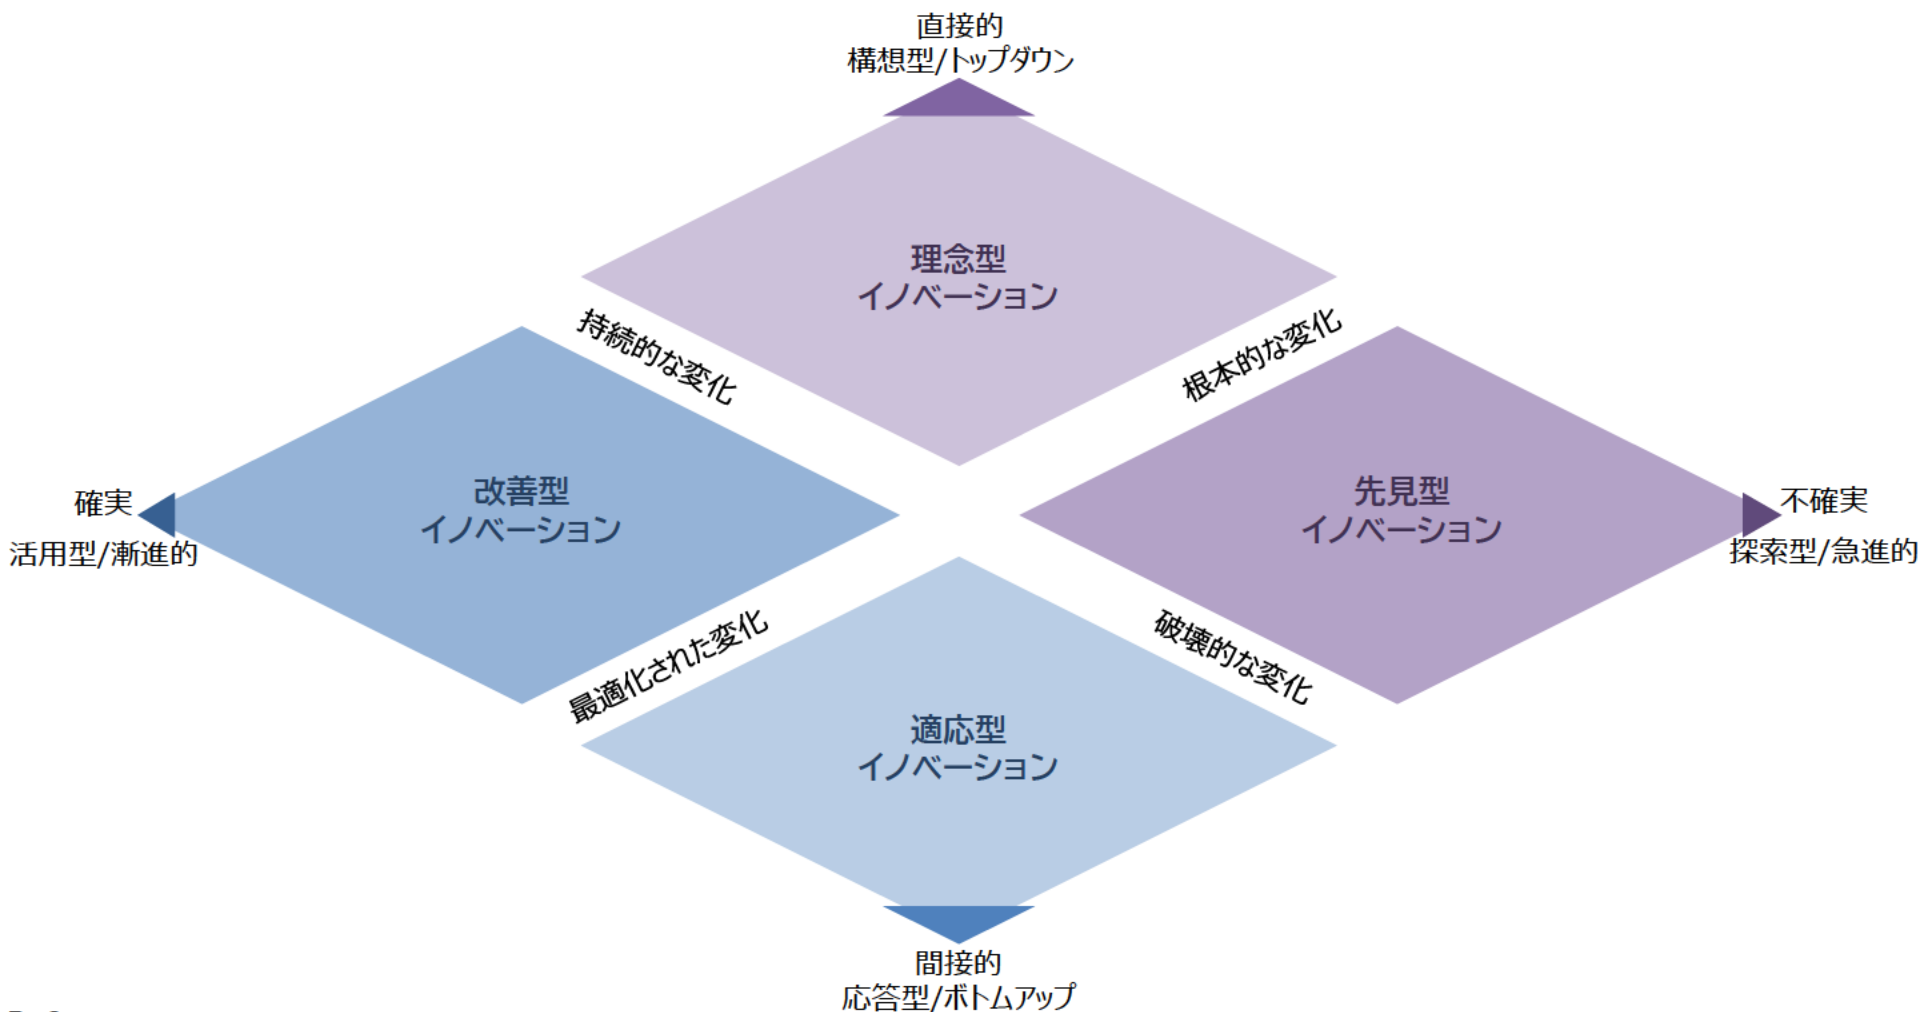 直接的
構想型/トップダウン
理念型
イノベーション
持続的な変化
根本的な変化
改善型
イノベーション
先見型
イノベーション
確実
活用型/漸進的
不確実
探索型/急進的
最適化された変化
破壊的な変化
適応型
イノベーション
間接的
応答型/ボトムアップ